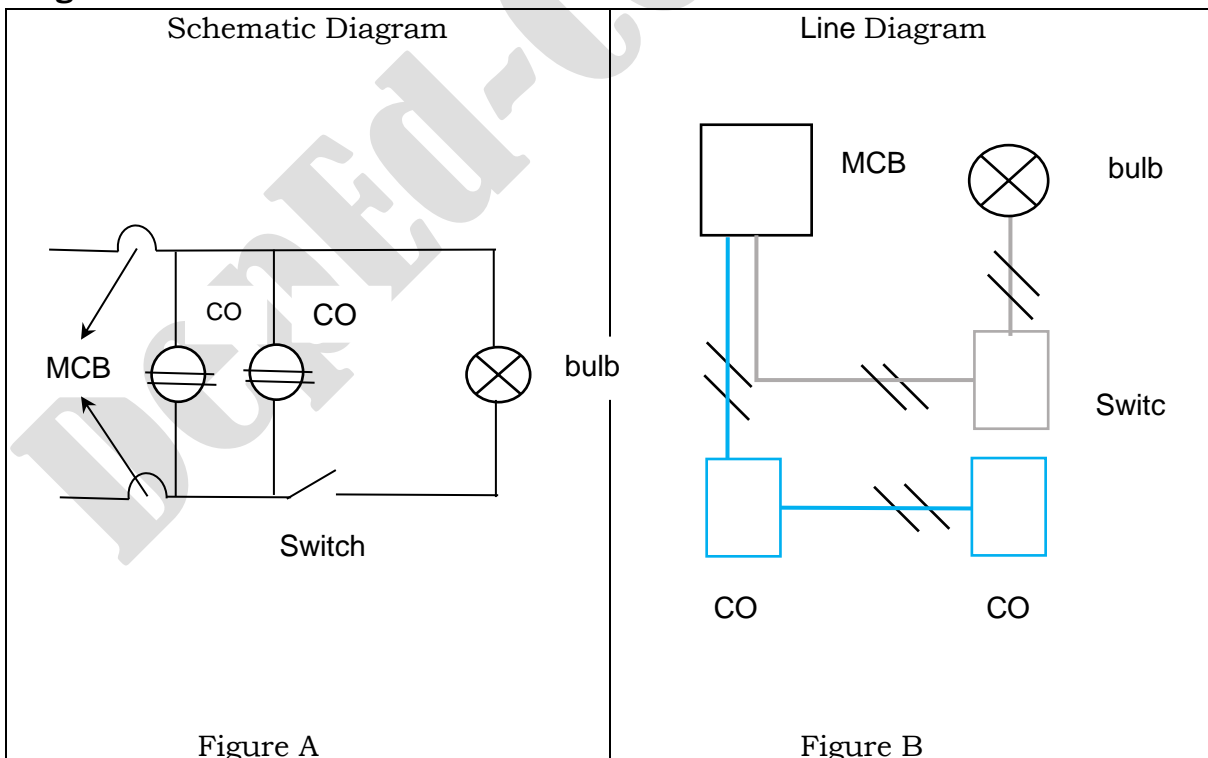 Schematic Diagram
Line Diagram
MCB
bulb
CO
CO
MCB
bulb
Switc
Switch
CO
CO
Figure A
Figure B